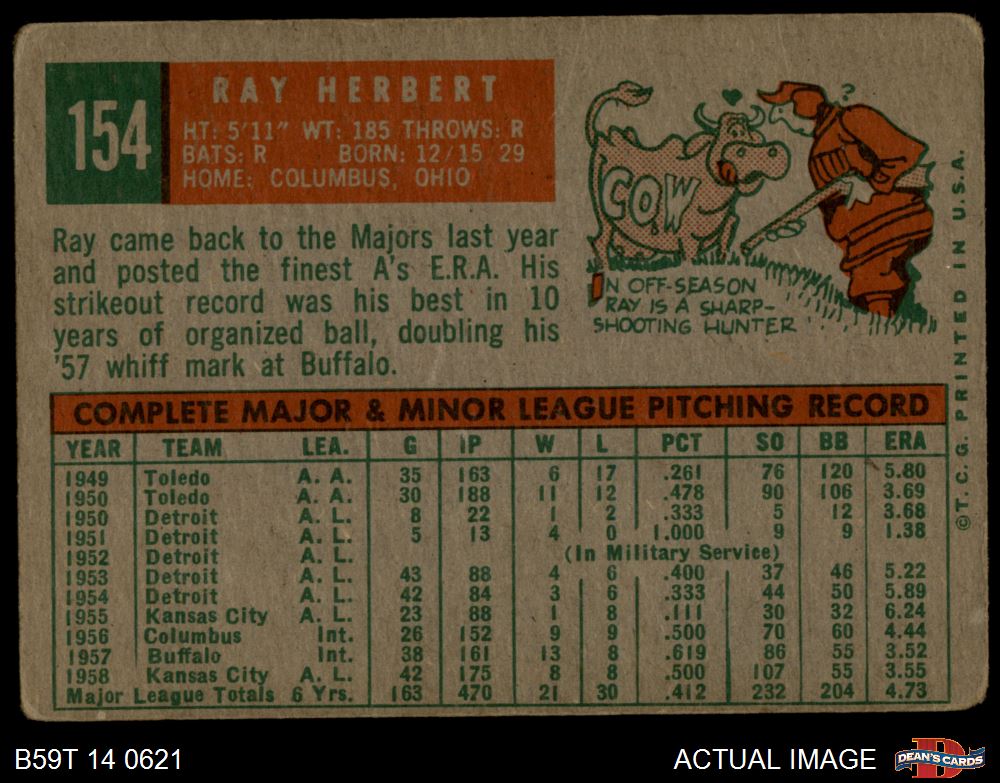 154
RAY HERBERT
HT: 5'11" WT: 185 THROWS: R
BATS: R BORN: 12/15/29
HOME: COLUMBUS, OHIO
Ray came back to the Majors last year
and posted the finest A's E.R.A. His
strikeout record was his best in 10
years of organized ball, doubling his
'57 whiff mark at Buffalo.
?
COW
IN OFF-SEASON
RAY IS A SHARP-
SHOOTING HUNTER
©T.C.G. PRINTED IN U.S.A.
COMPLETE MAJOR & MINOR LEAGUE PITCHING RECORD
YEAR TEAM LEA. G IP W L PCT SO BB ERA
1949 Toledo A. A. 35 163 6 17 .261 76 120 5.80
1950 Toledo A. A. 30 188 11 12 .478 90 106 3.69
1950 Detroit A. L. 8 22 1 2 .333 5 12 3.68
1951 Detroit A. L. 5 13 4 0 1.000 9 9 1.38
1952 Detroit A. L. (In Military Service)
1953 Detroit A. L. 43 88 4 6 .400 37 46 5.22
1954 Detroit A. L. 42 84 3 6 .333 44 50 5.89
1955 Kansas City A. L. 23 88 1 8 .111 30 32 6.24
1956 Columbus Int. 26 152 9 9 .500 70 60 4.44
1957 Buffalo Int. 38 161 13 8 .619 86 55 3.52
1958 Kansas City A. L. 42 175 8 8 .500 107 55 3.55
Major League Totals 6 Yrs. 163 470 21 30 .412 232 204 4.73
B59T 14 0621
ACTUAL IMAGE
D
DEAN'S CARDS